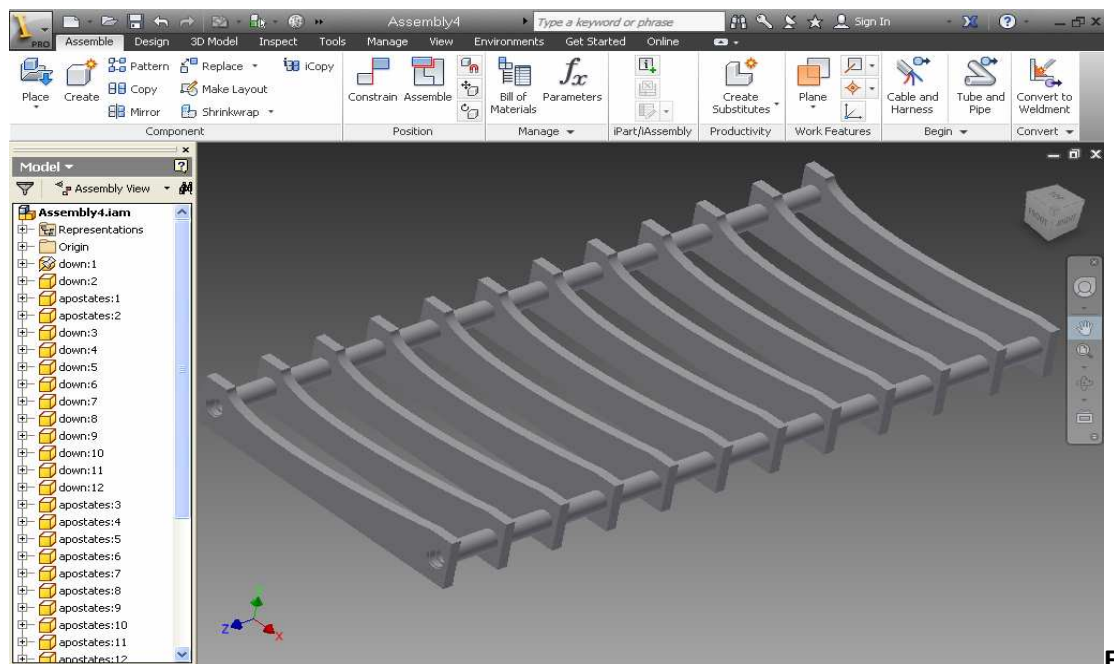 PRO
Assembly4
Type a keyword or phrase
Sign In
Assemble Design 3D Model Inspect Tools Manage View Environments Get Started Online
Place
Create
Pattern
Copy
Mirror
Replace
Make Layout
Shrinkwrap
iCopy
Component
Constrain Assemble
Position
Bill of
Materials
Parameters
Manage
iPart/iAssembly
Create
Substitutes
Productivity
Plane
Work Features
Cable and
Harness
Tube and
Pipe
Begin
Convert to
Weldment
Convert
Model
Assembly View
Assembly4.iam
Representations
Origin
down:1
down:2
apostates:1
apostates:2
down:3
down:4
down:5
down:6
down:7
down:8
down:9
down:10
down:11
down:12
apostates:3
apostates:4
apostates:5
apostates:6
apostates:7
apostates:8
apostates:9
apostates:10
apostates:11
apostates:12
Z
X